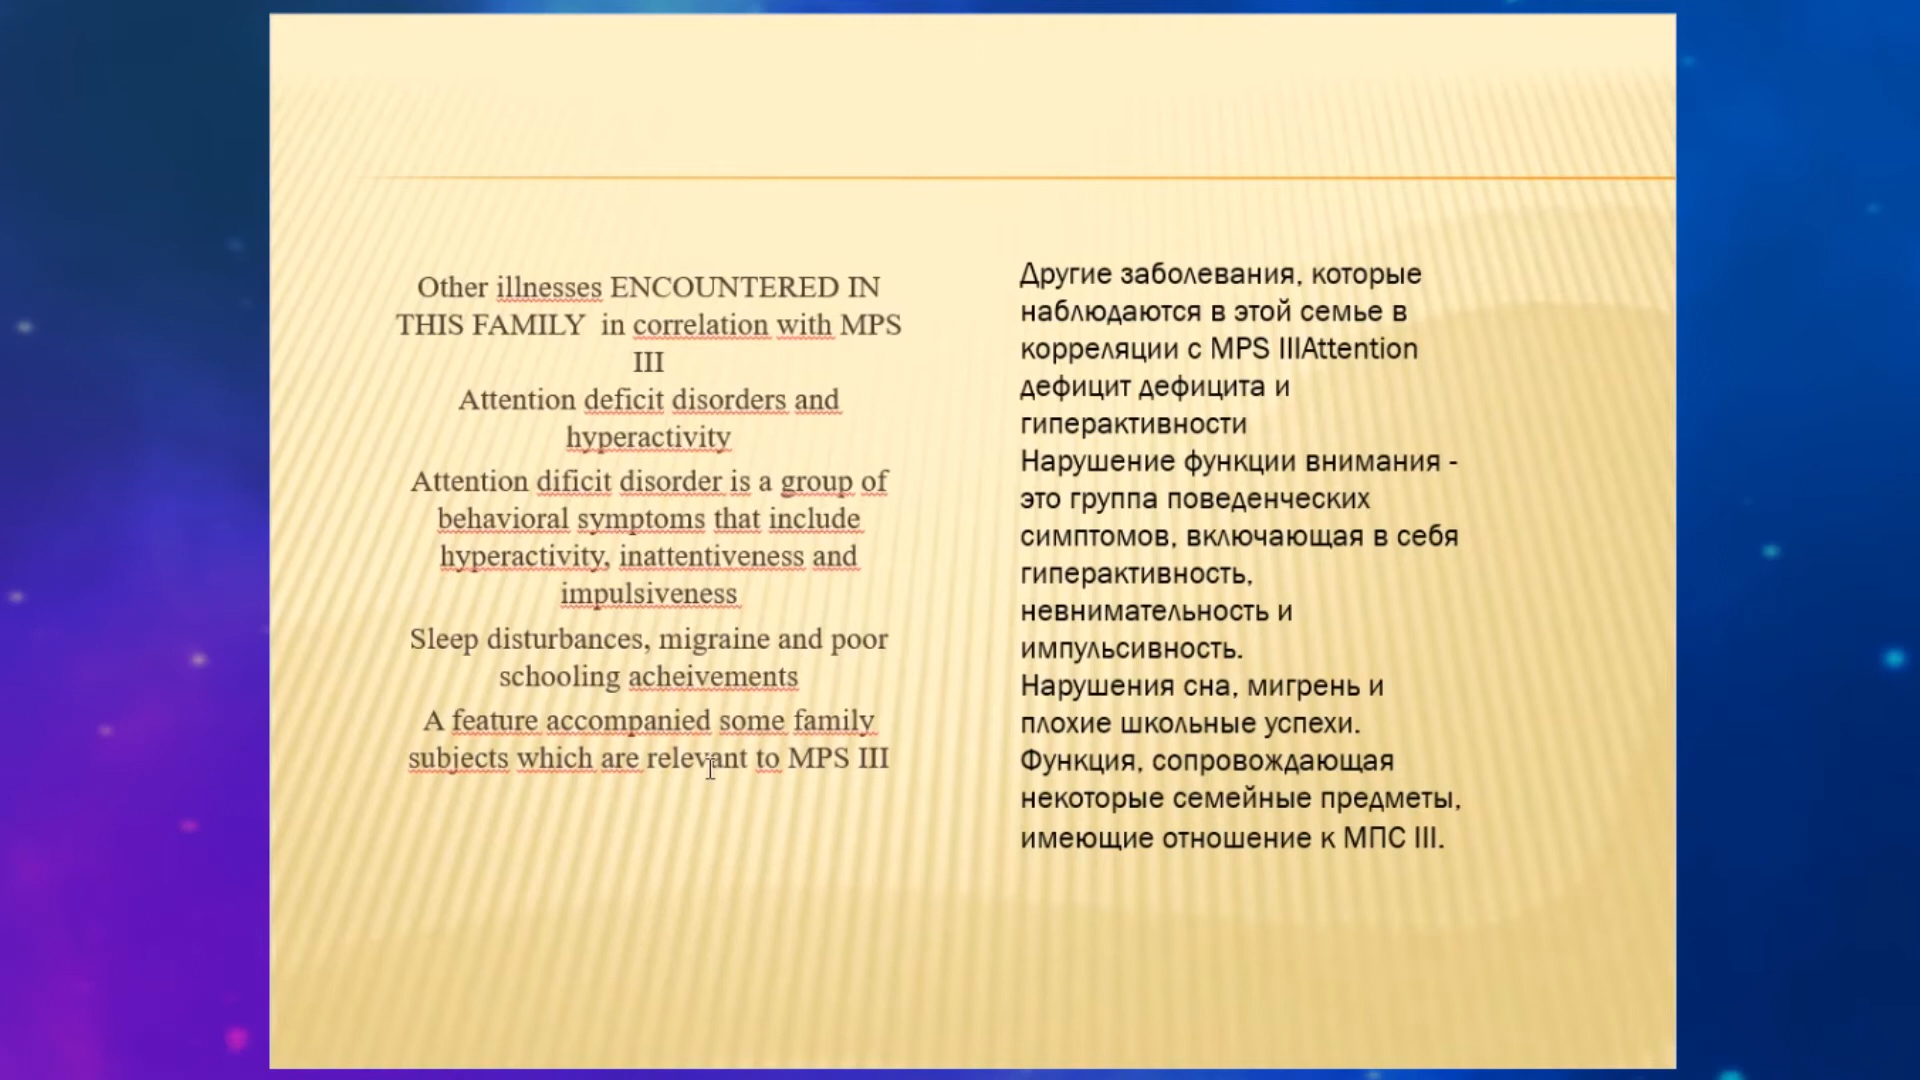 Other illnesses ENCOUNTERED IN
THIS FAMILY in correlation with MPS
III
Attention deficit disorders and
hyperactivity
Attention dificit disorder is a group of
behavioral symptoms that include
hyperactivity, inattentiveness and
impulsiveness
Sleep disturbances, migraine and poor
schooling acheivements
A feature accompanied some family
subjects which are relevant to MPS III
Другие заболевания, которые
наблюдаются в этой семье в
корреляции с MPS IIIAttention
дефицит дефицита и
гиперактивности
Нарушение функции внимания -
это группа поведенческих
симптомов, включающая в себя
гиперактивность,
невнимательность и
импульсивность.
Нарушения сна, мигрень и
плохие школьные успехи.
Функция, сопровождающая
некоторые семейные предметы,
имеющие отношение к МПС III.